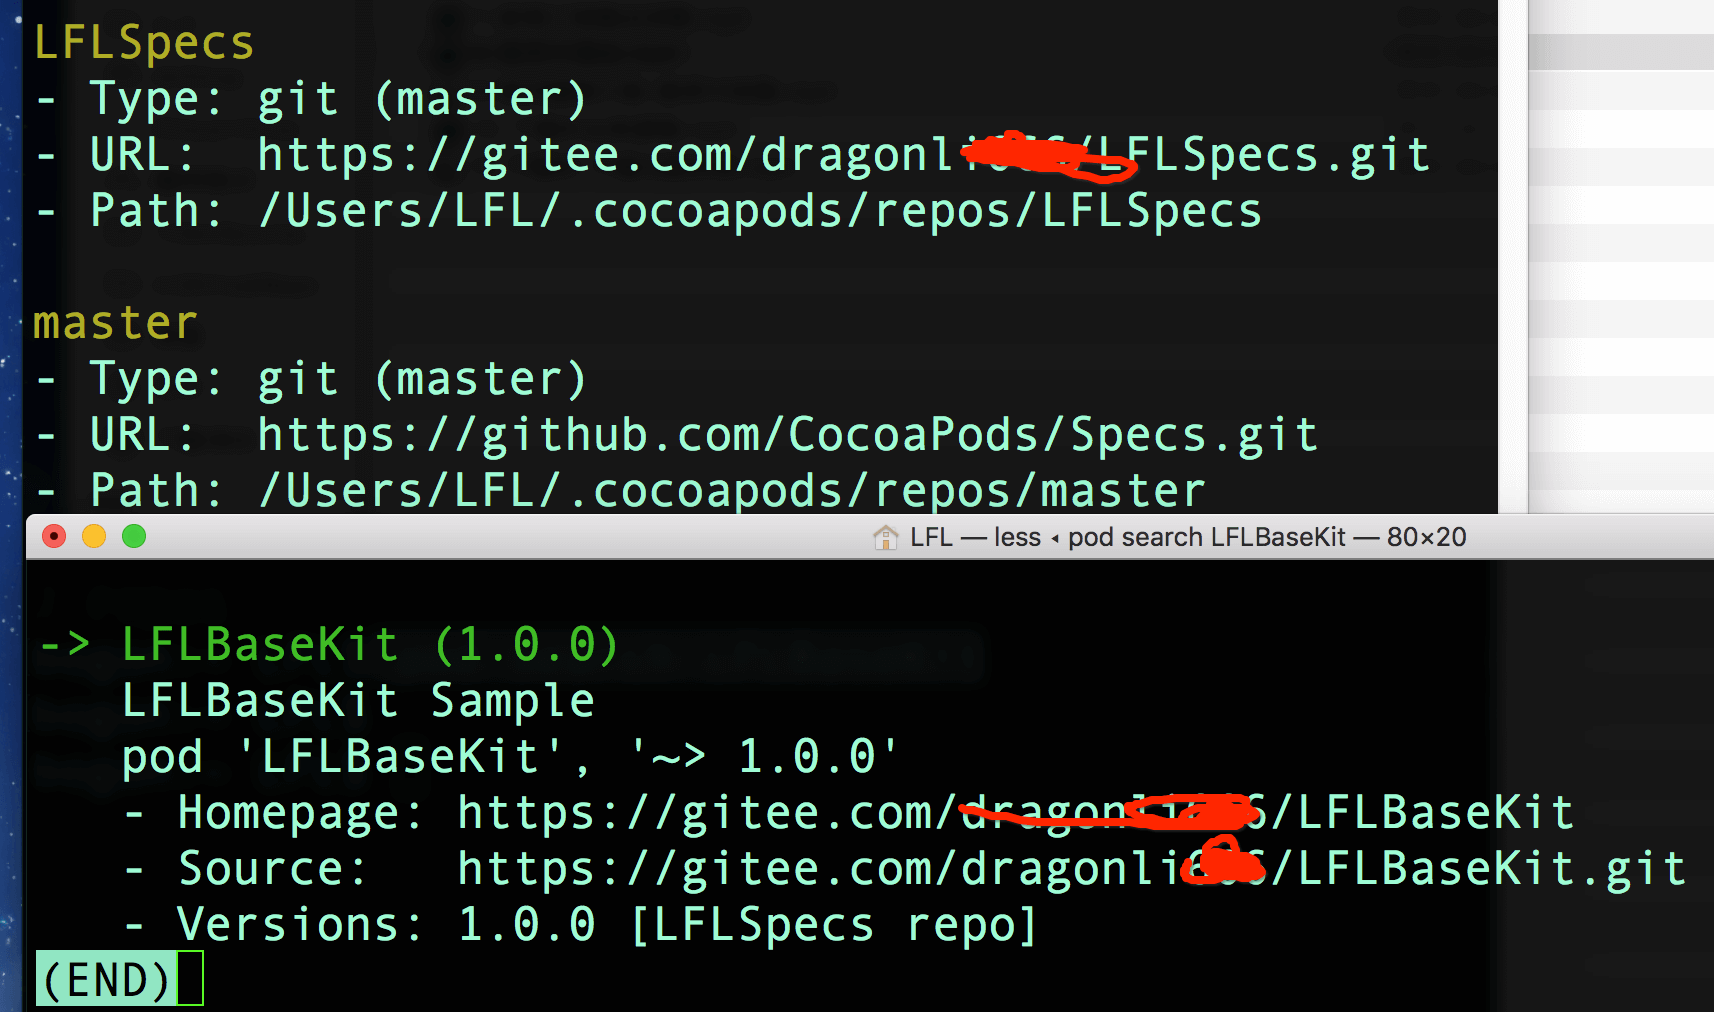 LFLSpecs
- Type: git (master)
- URL:  https://gitee.com/dragonli /LFLSpecs.git
- Path: /Users/LFL/.cocoapods/repos/LFLSpecs
master
- Type: git (master)
- URL:  https://github.com/CocoaPods/Specs.git
- Path: /Users/LFL/.cocoapods/repos/master
LFL — less ◂ pod search LFLBaseKit — 80×20
-> LFLBaseKit (1.0.0)
LFLBaseKit Sample
pod 'LFLBaseKit', '~> 1.0.0'
- Homepage: https://gitee.com/dragonli /LFLBaseKit
- Source:   https://gitee.com/dragonli /LFLBaseKit.git
- Versions: 1.0.0 [LFLSpecs repo]
(END)